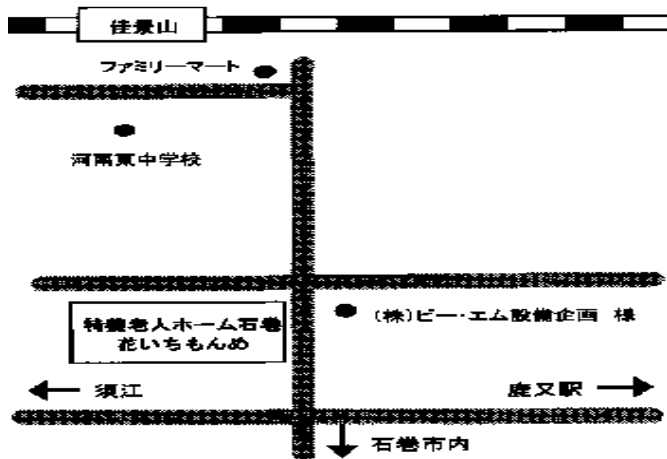 佳景山
ファミリーマート
河南東中学校
特養老人ホーム石巻
花いちもんめ
(株)ビー・エム設備企画 様
須江
鹿又駅
石巻市内